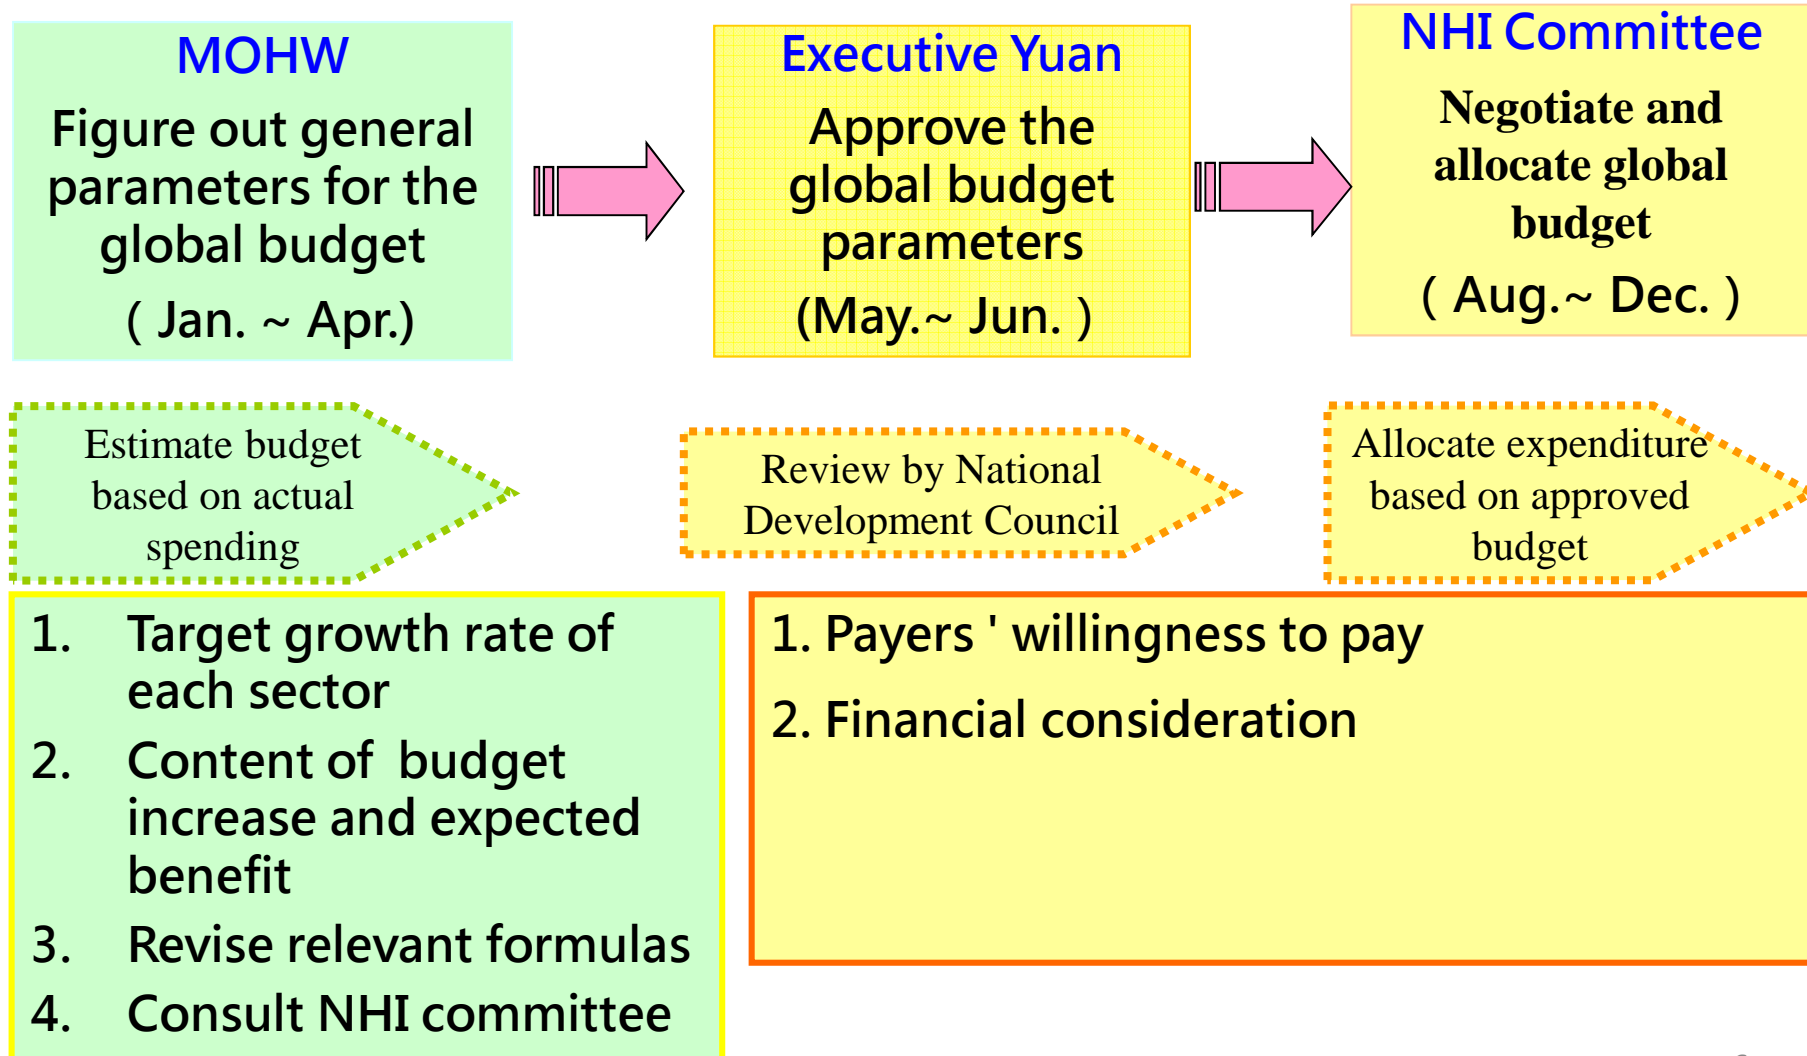 MOHW
Figure out general
parameters for the
global budget
( Jan. ~ Apr.)
Executive Yuan
Approve the
global budget
parameters
(May.~ Jun. )
NHI Committee
Negotiate and
allocate global
budget
( Aug.~ Dec. )
Estimate budget
based on actual
spending
Review by National
Development Council
Allocate expenditure
based on approved
budget
1. Target growth rate of
each sector
2. Content of budget
increase and expected
benefit
3. Revise relevant formulas
4. Consult NHI committee
1. Payers ' willingness to pay
2. Financial consideration